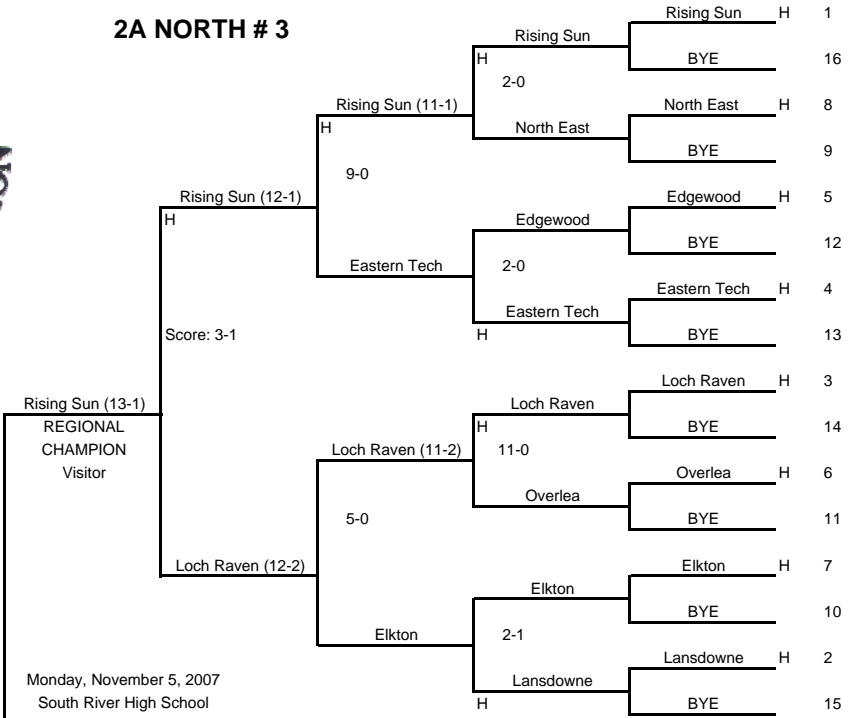 2A NORTH # 3
Rising Sun H 1
Rising Sun
H BYE 16
2-0
Rising Sun (11-1) North East H 8
H North East
BYE 9
9-0
Rising Sun (12-1) Edgewood H 5
H Edgewood
BYE 12
Eastern Tech 2-0
Eastern Tech H 4
Eastern Tech
Score: 3-1 H BYE 13
Loch Raven H 3
Rising Sun (13-1) Loch Raven
REGIONAL H BYE 14
CHAMPION Loch Raven (11-2) 11-0
Visitor Overlea H 6
Overlea
5-0 BYE 11
Loch Raven (12-2) Elkton H 7
Elkton
BYE 10
Elkton 2-1
Lansdowne H 2
Monday, November 5, 2007 Lansdowne
South River High School H BYE 15